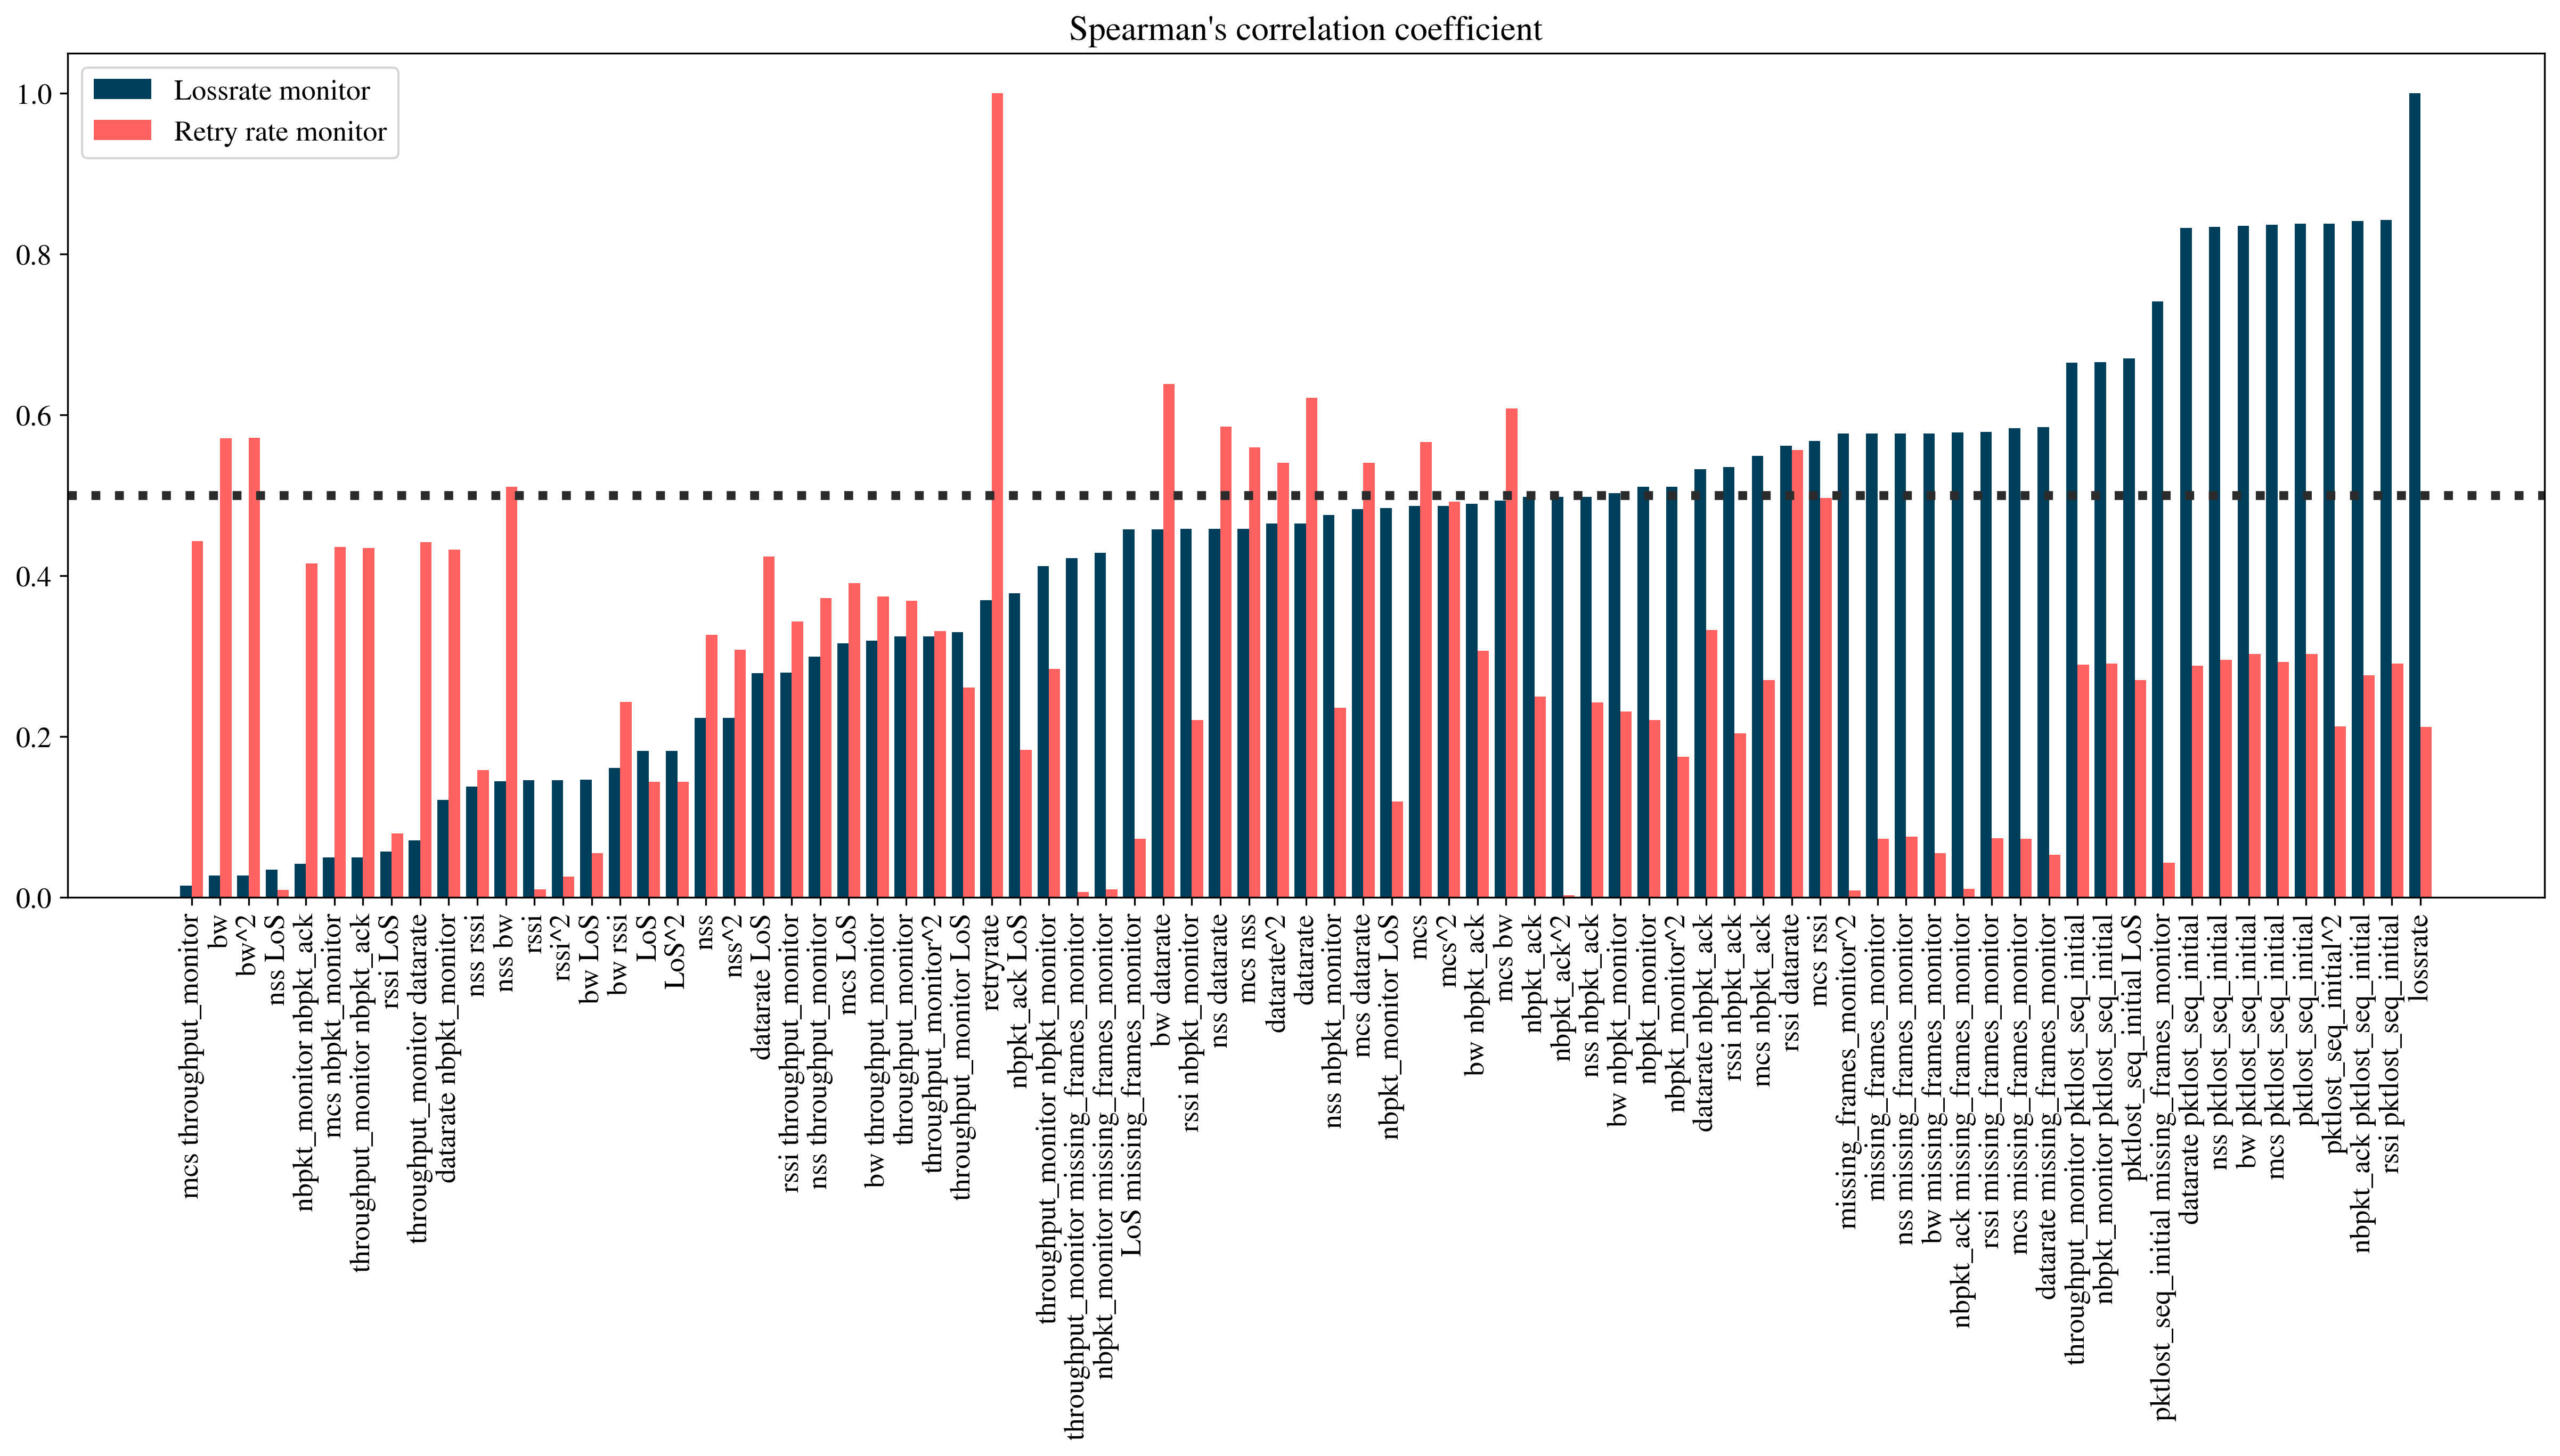 Spearman's correlation coefficient
Lossrate monitor
Retry rate monitor
1.0
0.8
0.6
0.4
0.2
0.0
mcs throughput_monitor
bw
bw^2
nss LoS
nbpkt_monitor nbpkt_ack
mcs nbpkt_monitor
throughput_monitor nbpkt_ack
rssi LoS
throughput_monitor datarate
datarate nbpkt_monitor
nss rssi
nss bw
rssi
rssi^2
bw LoS
bw rssi
LoS
LoS^2
nss
nss^2
datarate LoS
rssi throughput_monitor
nss throughput_monitor
mcs LoS
bw throughput_monitor
throughput_monitor
throughput_monitor^2
throughput_monitor LoS
retryrate
nbpkt_ack LoS
throughput_monitor nbpkt_monitor
throughput_monitor missing_frames_monitor
nbpkt_monitor missing_frames_monitor
LoS missing_frames_monitor
bw datarate
rssi nbpkt_monitor
nss datarate
mcs nss
datarate^2
datarate
nss nbpkt_monitor
mcs datarate
nbpkt_monitor LoS
mcs
mcs^2
bw nbpkt_ack
mcs bw
nbpkt_ack
nbpkt_ack^2
nss nbpkt_ack
bw nbpkt_monitor
nbpkt_monitor
nbpkt_monitor^2
datarate nbpkt_ack
rssi nbpkt_ack
mcs nbpkt_ack
rssi datarate
mcs rssi
missing_frames_monitor^2
missing_frames_monitor
nss missing_frames_monitor
bw missing_frames_monitor
nbpkt_ack missing_frames_monitor
rssi missing_frames_monitor
mcs missing_frames_monitor
datarate missing_frames_monitor
throughput_monitor pktlost_seq_initial
nbpkt_monitor pktlost_seq_initial
pktlost_seq_initial LoS
pktlost_seq_initial missing_frames_monitor
datarate pktlost_seq_initial
nss pktlost_seq_initial
bw pktlost_seq_initial
mcs pktlost_seq_initial
pktlost_seq_initial
pktlost_seq_initial^2
nbpkt_ack pktlost_seq_initial
rssi pktlost_seq_initial
lossrate